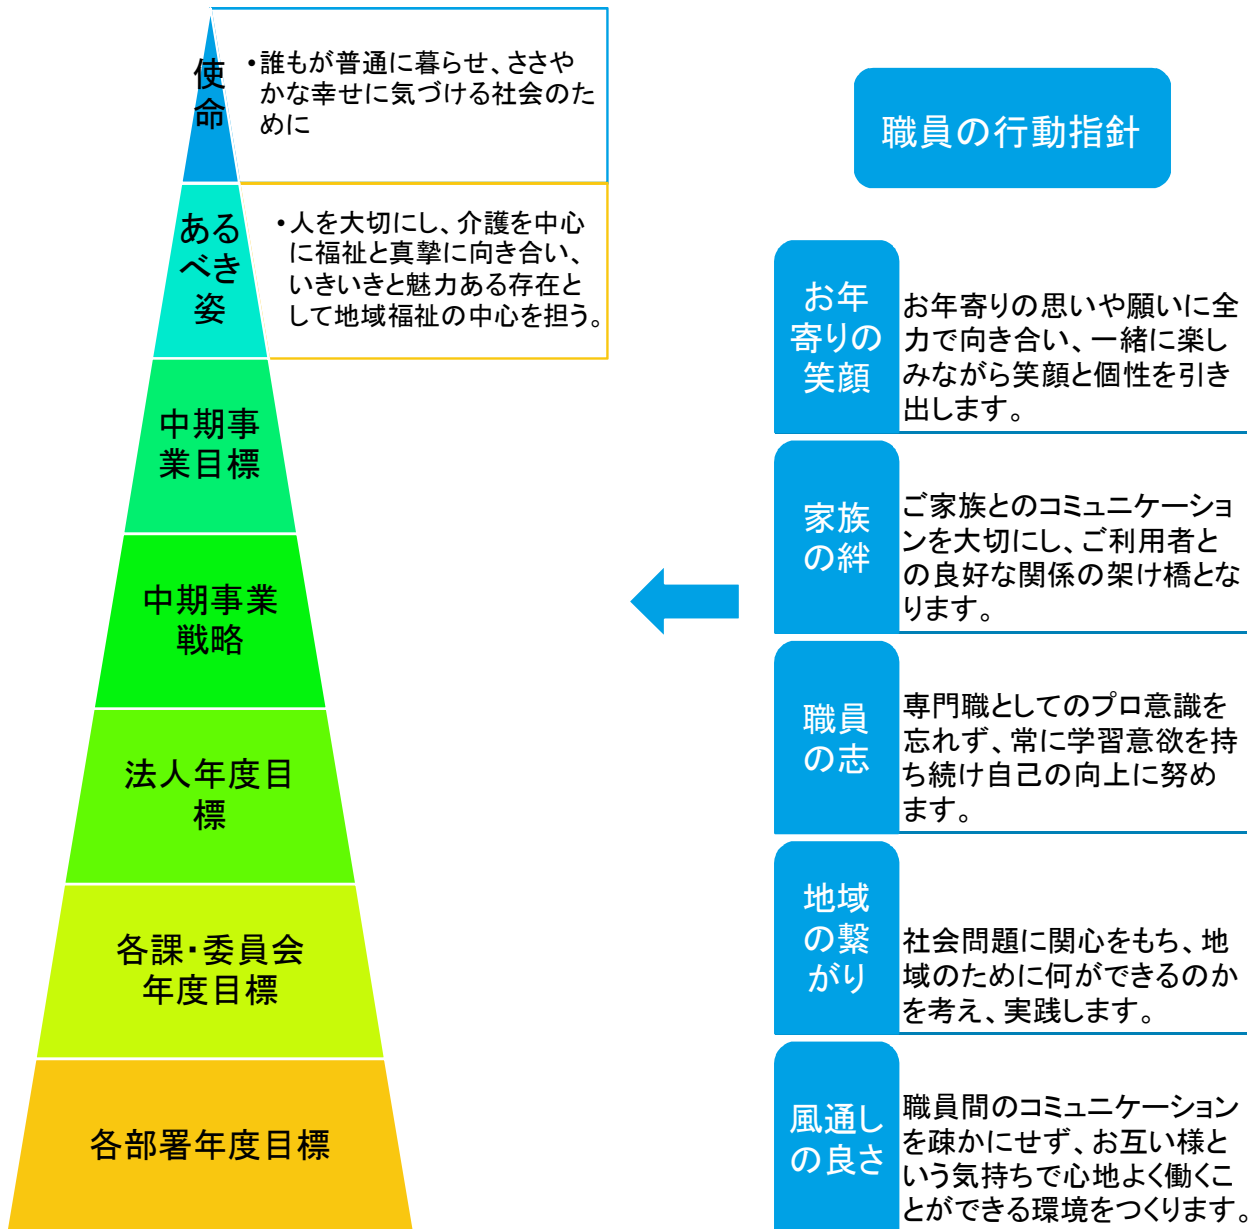 使
命
・誰もが普通に暮らせ、ささや
かな幸せに気づける社会のた
めに
ある
べき
姿
・人を大切にし、介護を中心
に福祉と真摯に向き合い、
いきいきと魅力ある存在と
して地域福祉の中心を担う。
中期事
業目標
中期事業
戦略
法人年度目
標
各課・委員会
年度目標
各部署年度目標
職員の行動指針
お年
寄りの
笑顔
お年寄りの思いや願いに全
力で向き合い、一緒に楽し
みながら笑顔と個性を引き
出します。
家族
の絆
ご家族とのコミュニケーショ
ンを大切にし、ご利用者と
の良好な関係の架け橋とな
ります。
職員
の志
専門職としてのプロ意識を
忘れず、常に学習意欲を持
ち続け自己の向上に努め
ます。
地域
の繋
がり
社会問題に関心をもち、地
域のために何ができるのか
を考え、実践します。
風通し
の良さ
職員間のコミュニケーション
を疎かにせず、お互い様と
いう気持ちで心地よく働くこ
とができる環境をつくります。